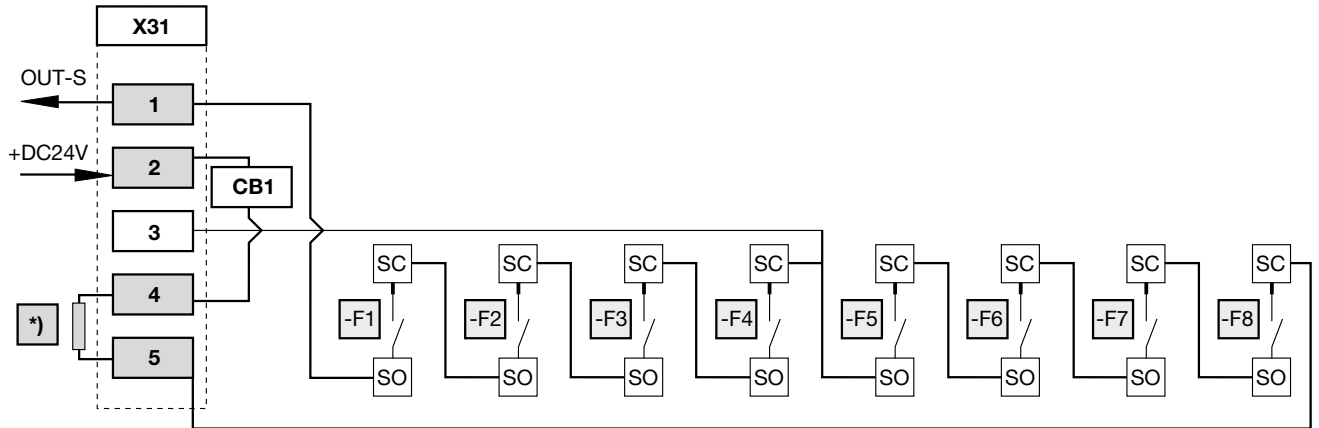 X31
OUT-S
1
+DC24V
2
CB1
3
SC SC SC SC SC SC SC SC
4
*)
-F1 -F2 -F3 -F4 -F5 -F6 -F7 -F8
5
SO SO SO SO SO SO SO SO